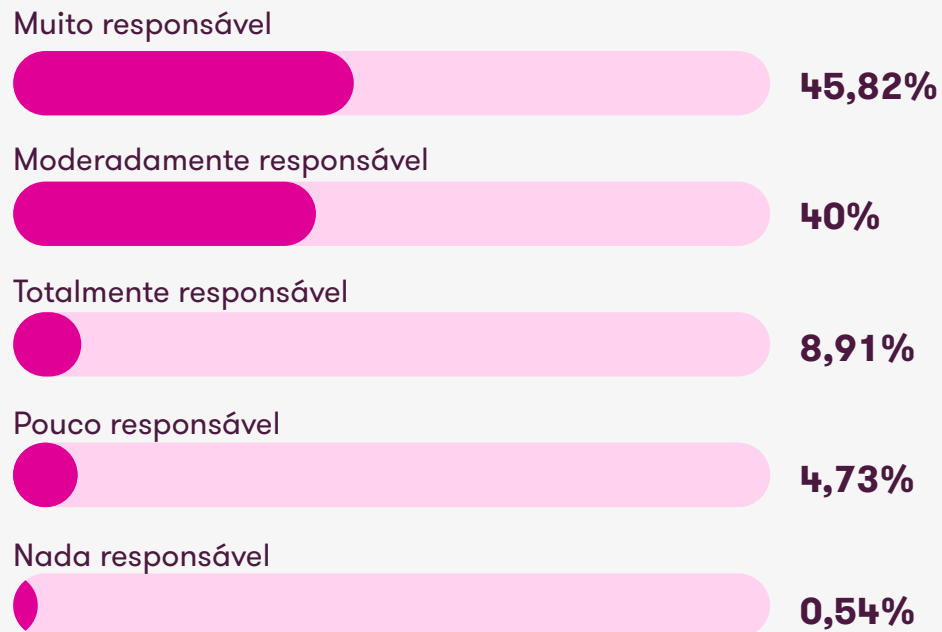 Muito responsável
45,82%
Moderadamente responsável
40%
Totalmente responsável
8,91%
Pouco responsável
4,73%
Nada responsável
0,54%